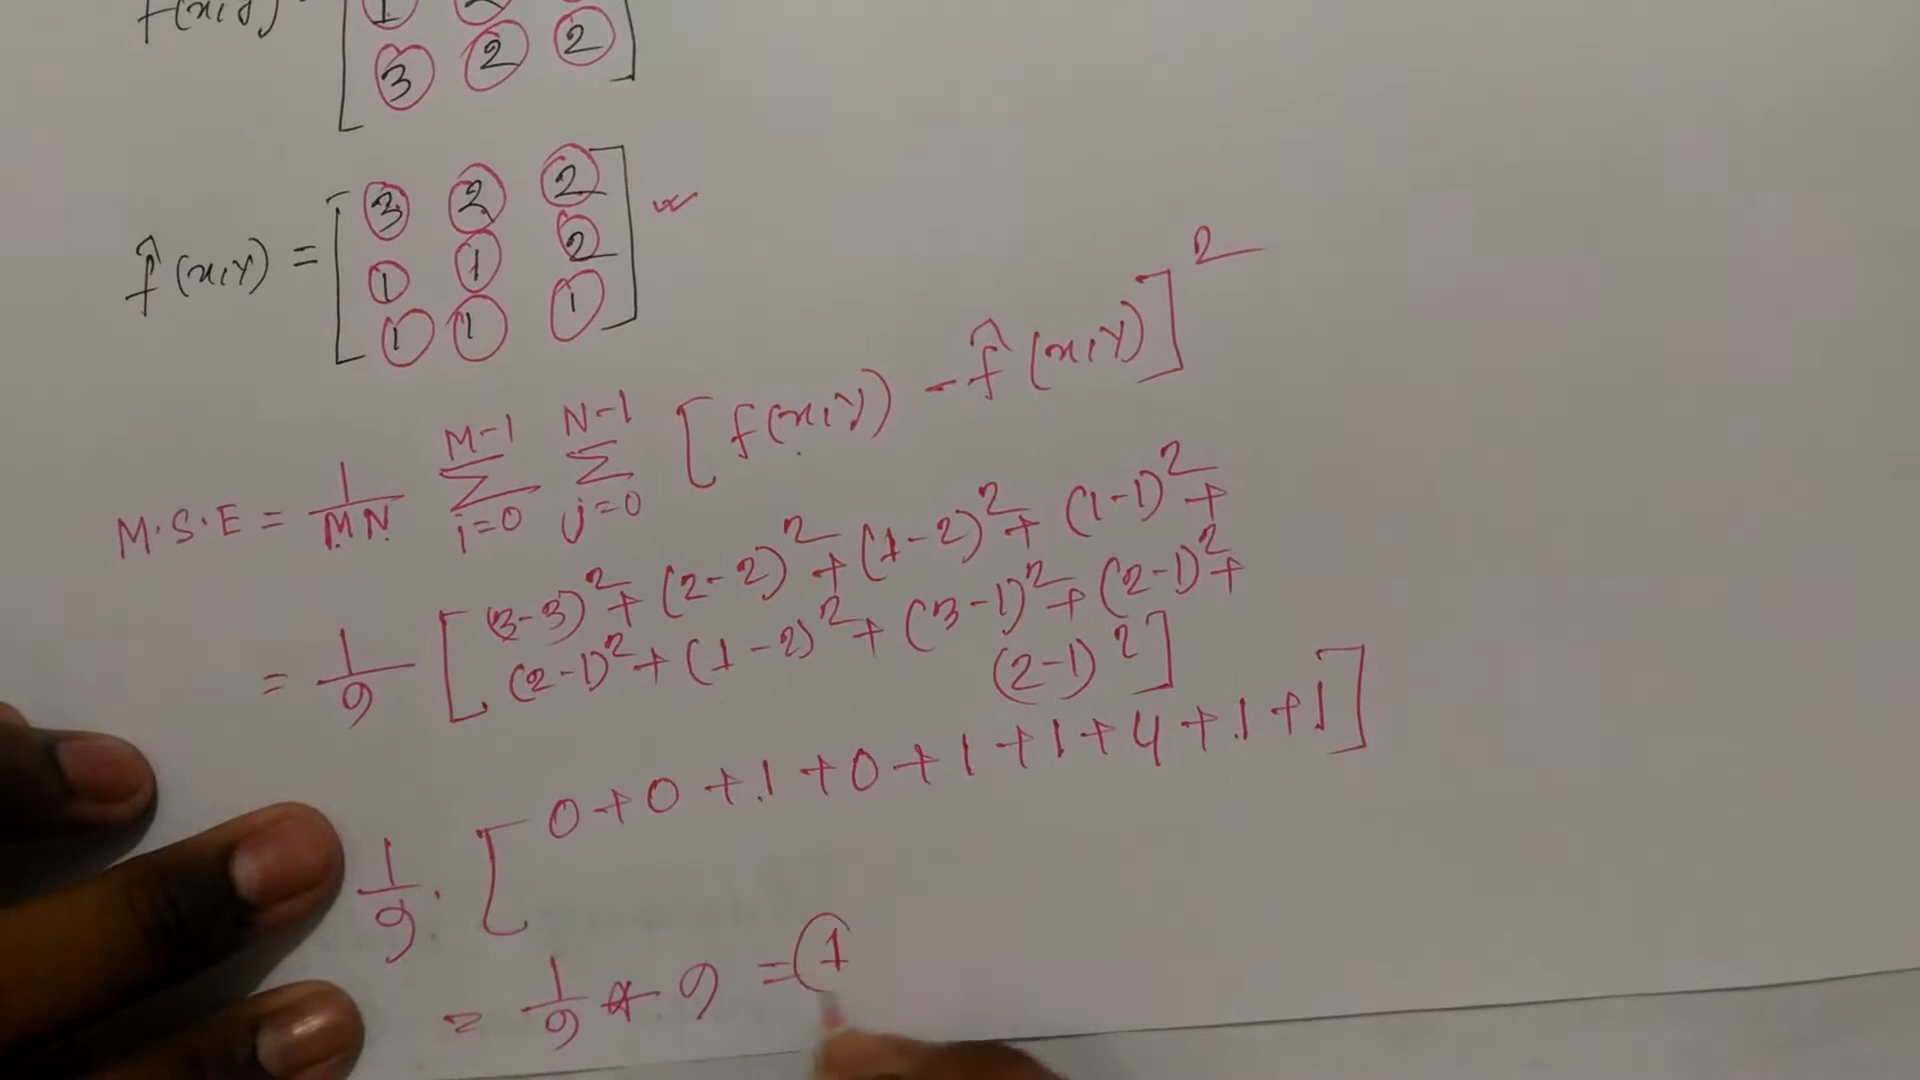 f(x,y)
1 2
3 2 2
f̂(x,y) = [ 3 2 2
1 1 2
1 1 1 ]
M.S.E = 1/MN Σ_{i=0}^{M-1} Σ_{j=0}^{N-1} [f(x,y) - f̂(x,y)]^2
= 1/9 [(3-3)^2 + (2-2)^2 + (1-2)^2 + (1-1)^2 +
(2-1)^2 + (1-2)^2 + (3-1)^2 + (2-1)^2 +
(2-1)^2]
1/9 . [0+0+1+0+1+1+4+1+1]
= 1/9 * 9 = 1